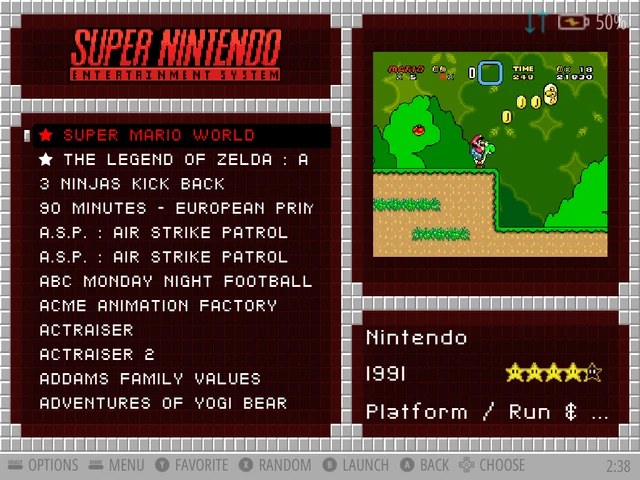 50%
SUPER NINTENDO
ENTERTAINMENT SYSTEM
★ SUPER MARIO WORLD
★ THE LEGEND OF ZELDA : A
3 NINJAS KICK BACK
90 MINUTES - EUROPEAN PRIM
A.S.P. : AIR STRIKE PATROL
A.S.P. : AIR STRIKE PATROL
ABC MONDAY NIGHT FOOTBALL
ACME ANIMATION FACTORY
ACTRAISER
ACTRAISER 2
ADDAMS FAMILY VALUES
ADVENTURES OF YOGI BEAR
MARIO TIME
Nintendo
1991
Platform / Run & ...
OPTIONS MENU Y FAVORITE X RANDOM B LAUNCH A BACK CHOOSE 2:38